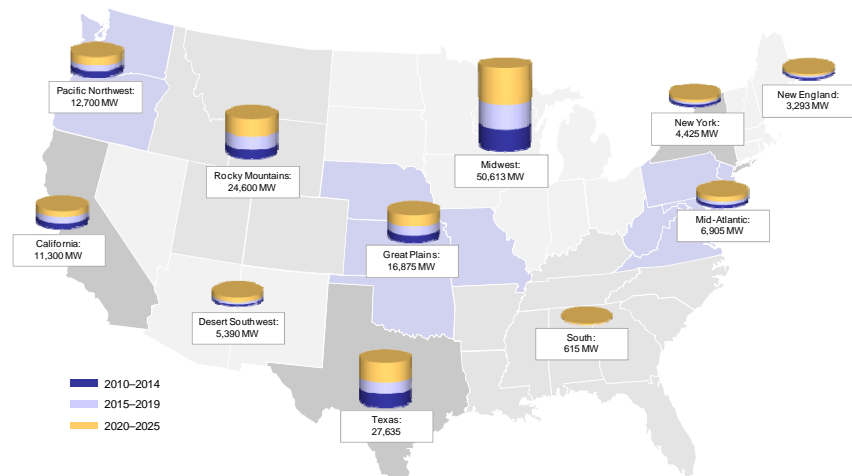 Pacific Northwest:
12,700 MW
Rocky Mountains:
24,600 MW
Midwest:
50,613 MW
New York:
4,425 MW
New England:
3,293 MW
California:
11,300 MW
Great Plains:
16,875 MW
Mid-Atlantic:
6,905 MW
Desert Southwest:
5,390 MW
South:
615 MW
Texas:
27,635
2010–2014
2015–2019
2020–2025